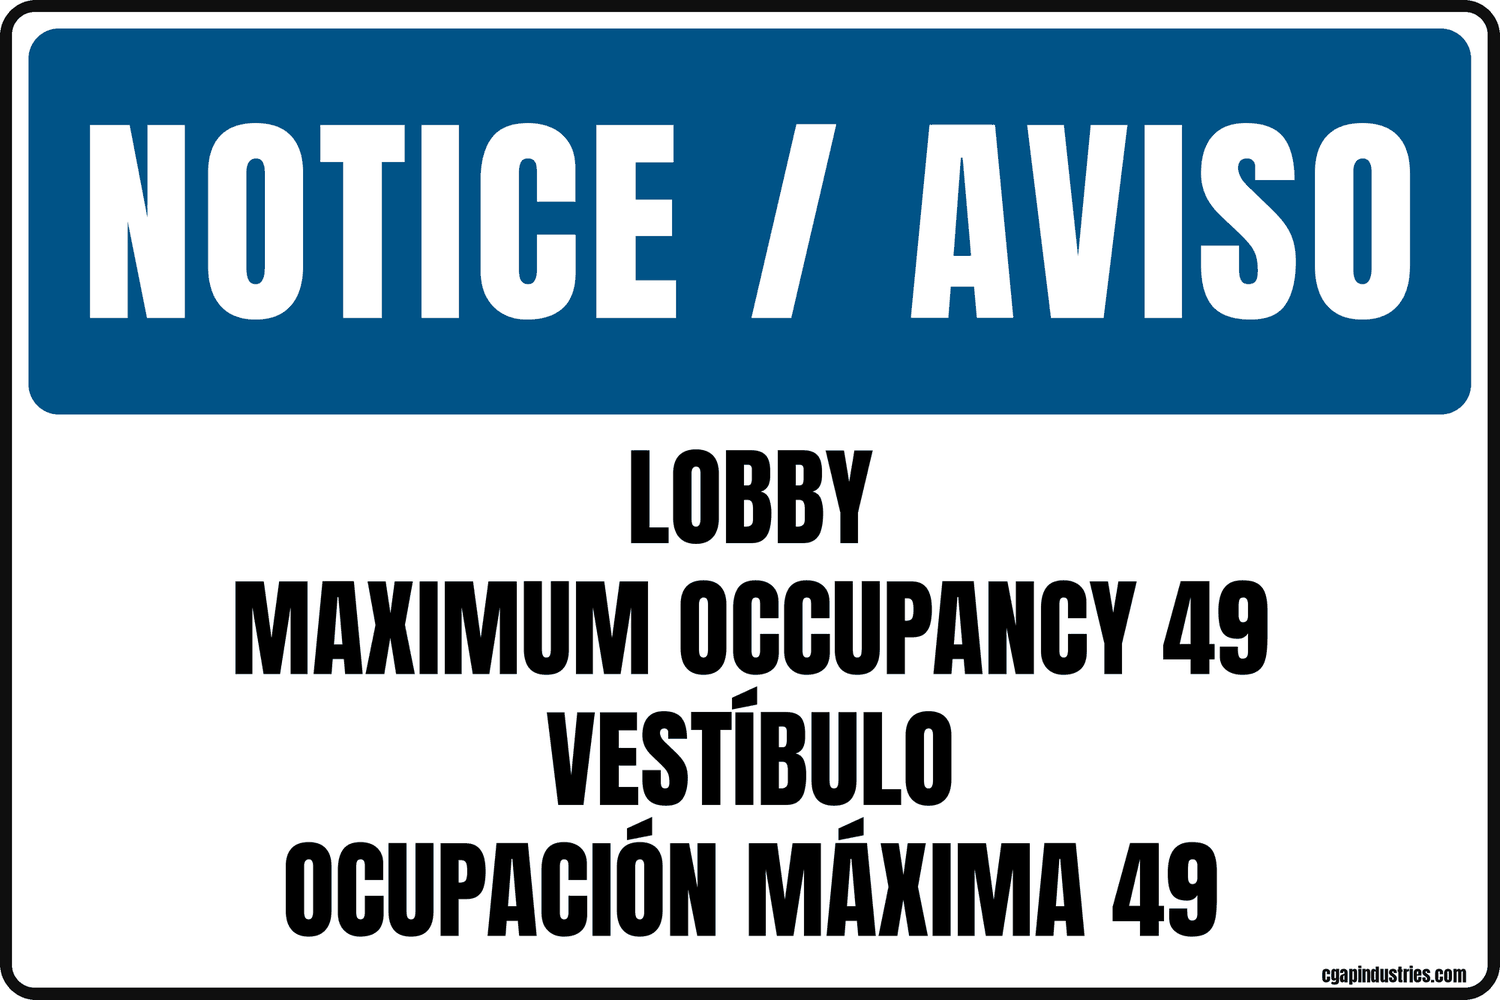 NOTICE / AVISO
LOBBY
MAXIMUM OCCUPANCY 49
VESTÍBULO
OCUPACIÓN MÁXIMA 49
cgapindustries.com